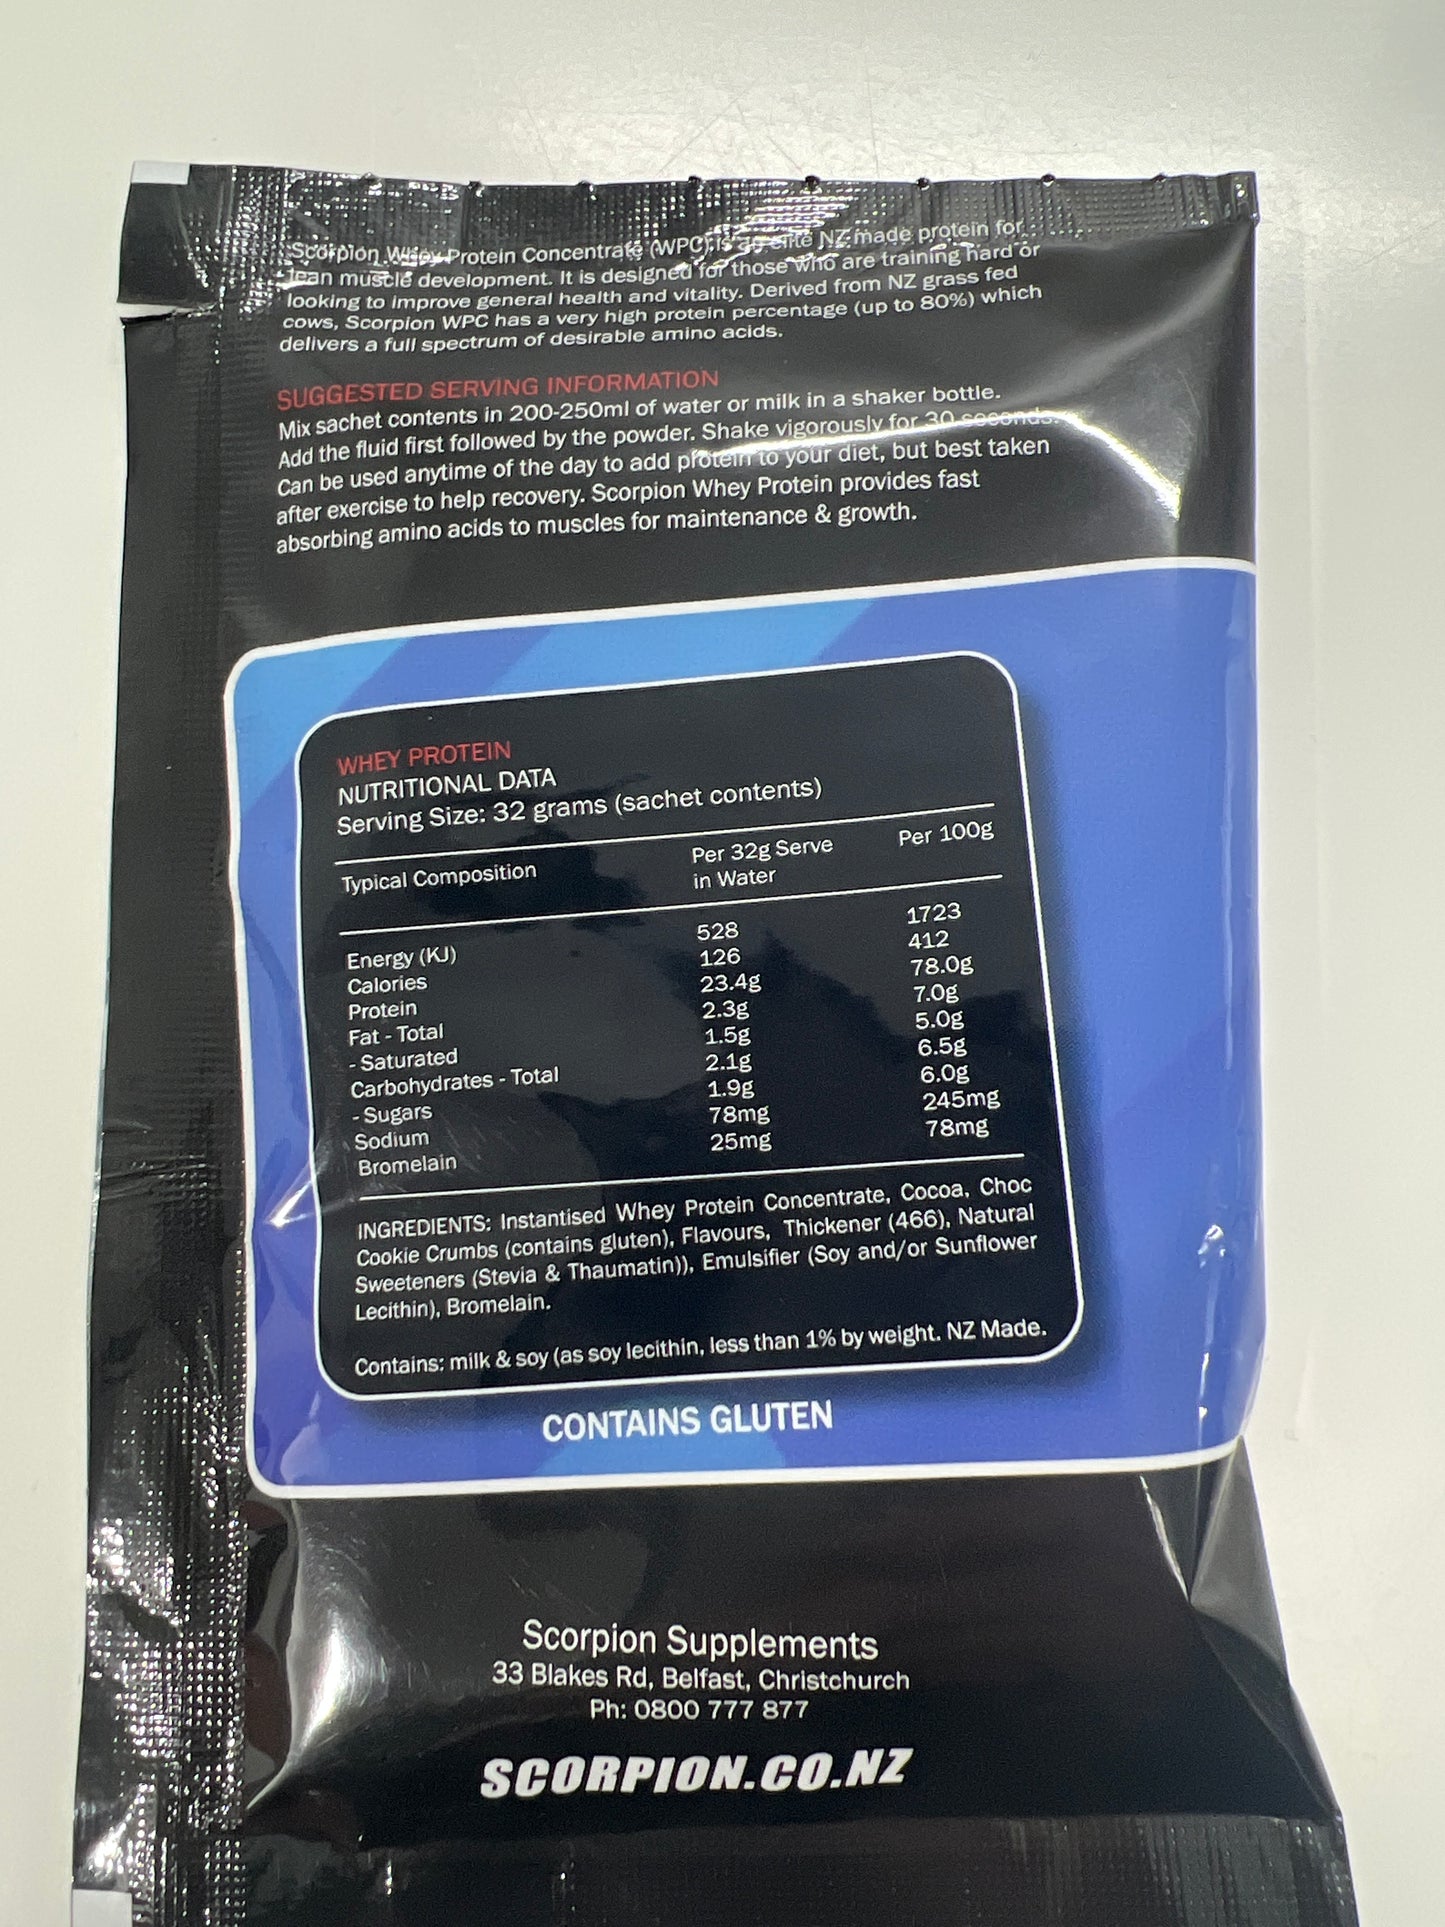 Scorpion Whey Protein Concentrate (WPC) is an elite NZ made protein for
lean muscle development. It is designed for those who are training hard or
looking to improve general health and vitality. Derived from NZ grass fed
cows, Scorpion WPC has a very high protein percentage (up to 80%) which
delivers a full spectrum of desirable amino acids.
SUGGESTED SERVING INFORMATION
Mix sachet contents in 200-250ml of water or milk in a shaker bottle.
Add the fluid first followed by the powder. Shake vigorously for 30 seconds.
Can be used anytime of the day to add protein to your diet, but best taken
after exercise to help recovery. Scorpion Whey Protein provides fast
absorbing amino acids to muscles for maintenance & growth.
WHEY PROTEIN
NUTRITIONAL DATA
Serving Size: 32 grams (sachet contents)
Typical Composition Per 32g Serve in Water Per 100g
Energy (KJ) 528 1723
Calories 126 412
Protein 23.4g 78.0g
Fat - Total 2.3g 7.0g
- Saturated 1.5g 5.0g
Carbohydrates - Total 2.1g 6.5g
- Sugars 1.9g 6.0g
Sodium 78mg 245mg
Bromelain 25mg 78mg
INGREDIENTS: Instantised Whey Protein Concentrate, Cocoa, Choc
Cookie Crumbs (contains gluten), Flavours, Thickener (466), Natural
Sweeteners (Stevia & Thaumatin)), Emulsifier (Soy and/or Sunflower
Lecithin), Bromelain.
Contains: milk & soy (as soy lecithin, less than 1% by weight. NZ Made.
CONTAINS GLUTEN
Scorpion Supplements
33 Blakes Rd, Belfast, Christchurch
Ph: 0800 777 877
SCORPION.CO.NZ